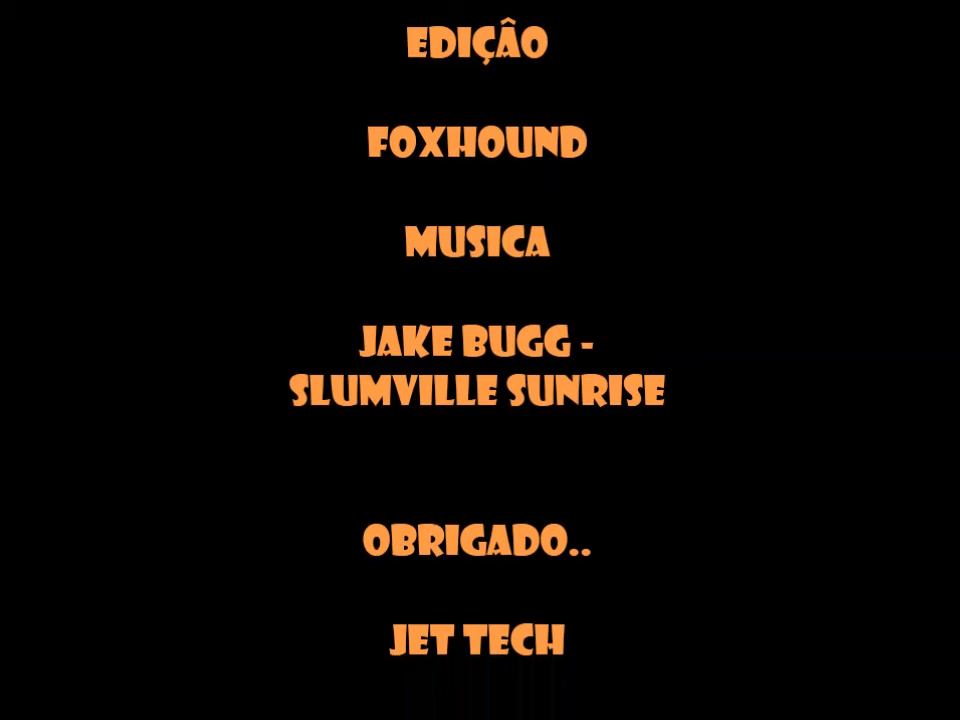 EDIÇÂO
FOXHOUND
MUSICA
JAKE BUGG -
SLUMVILLE SUNRISE
OBRIGADO..
JET TECH